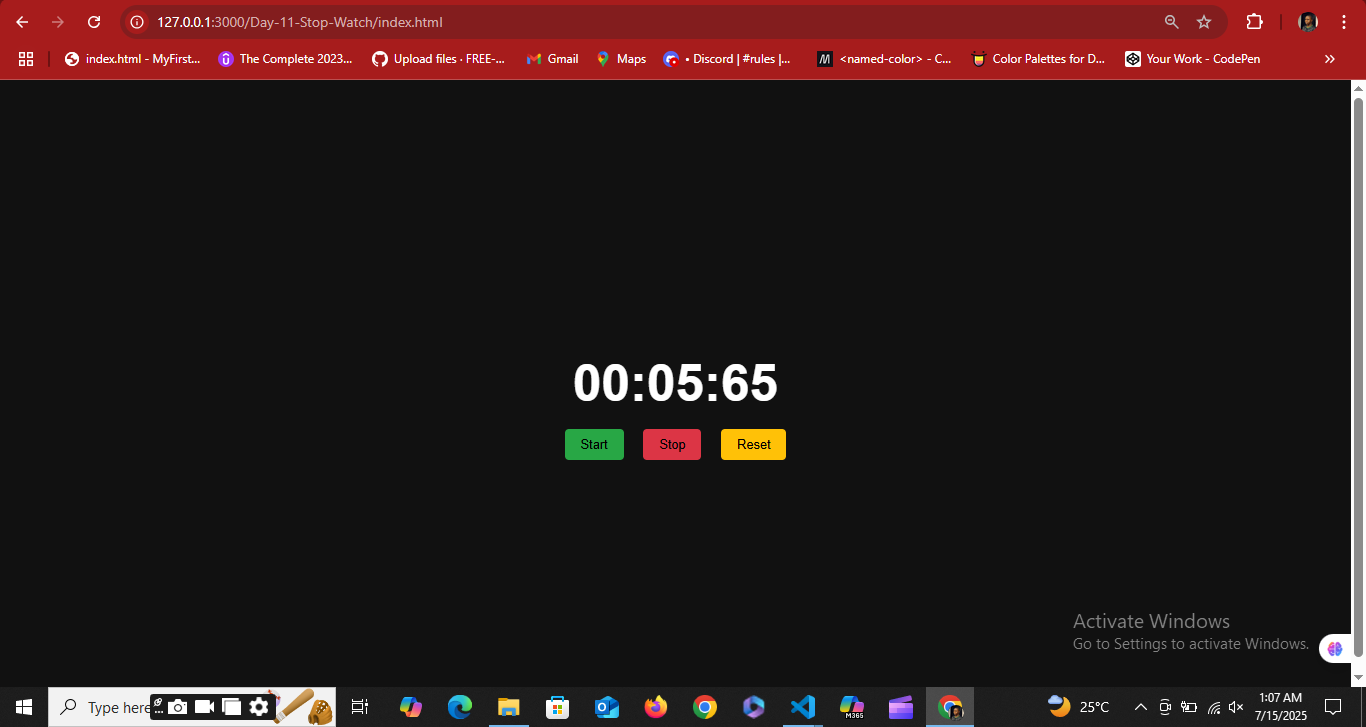 127.0.0.1:3000/Day-11-Stop-Watch/index.html
index.html - MyFirst...
The Complete 2023...
Upload files · FREE-...
Gmail
Maps
• Discord | #rules |...
M
<named-color> - C...
Color Palettes for D...
Your Work - CodePen
00:05:65
Start
Stop
Reset
Activate Windows
Go to Settings to activate Windows.
Type here
M365
25°C
1:07 AM
7/15/2025